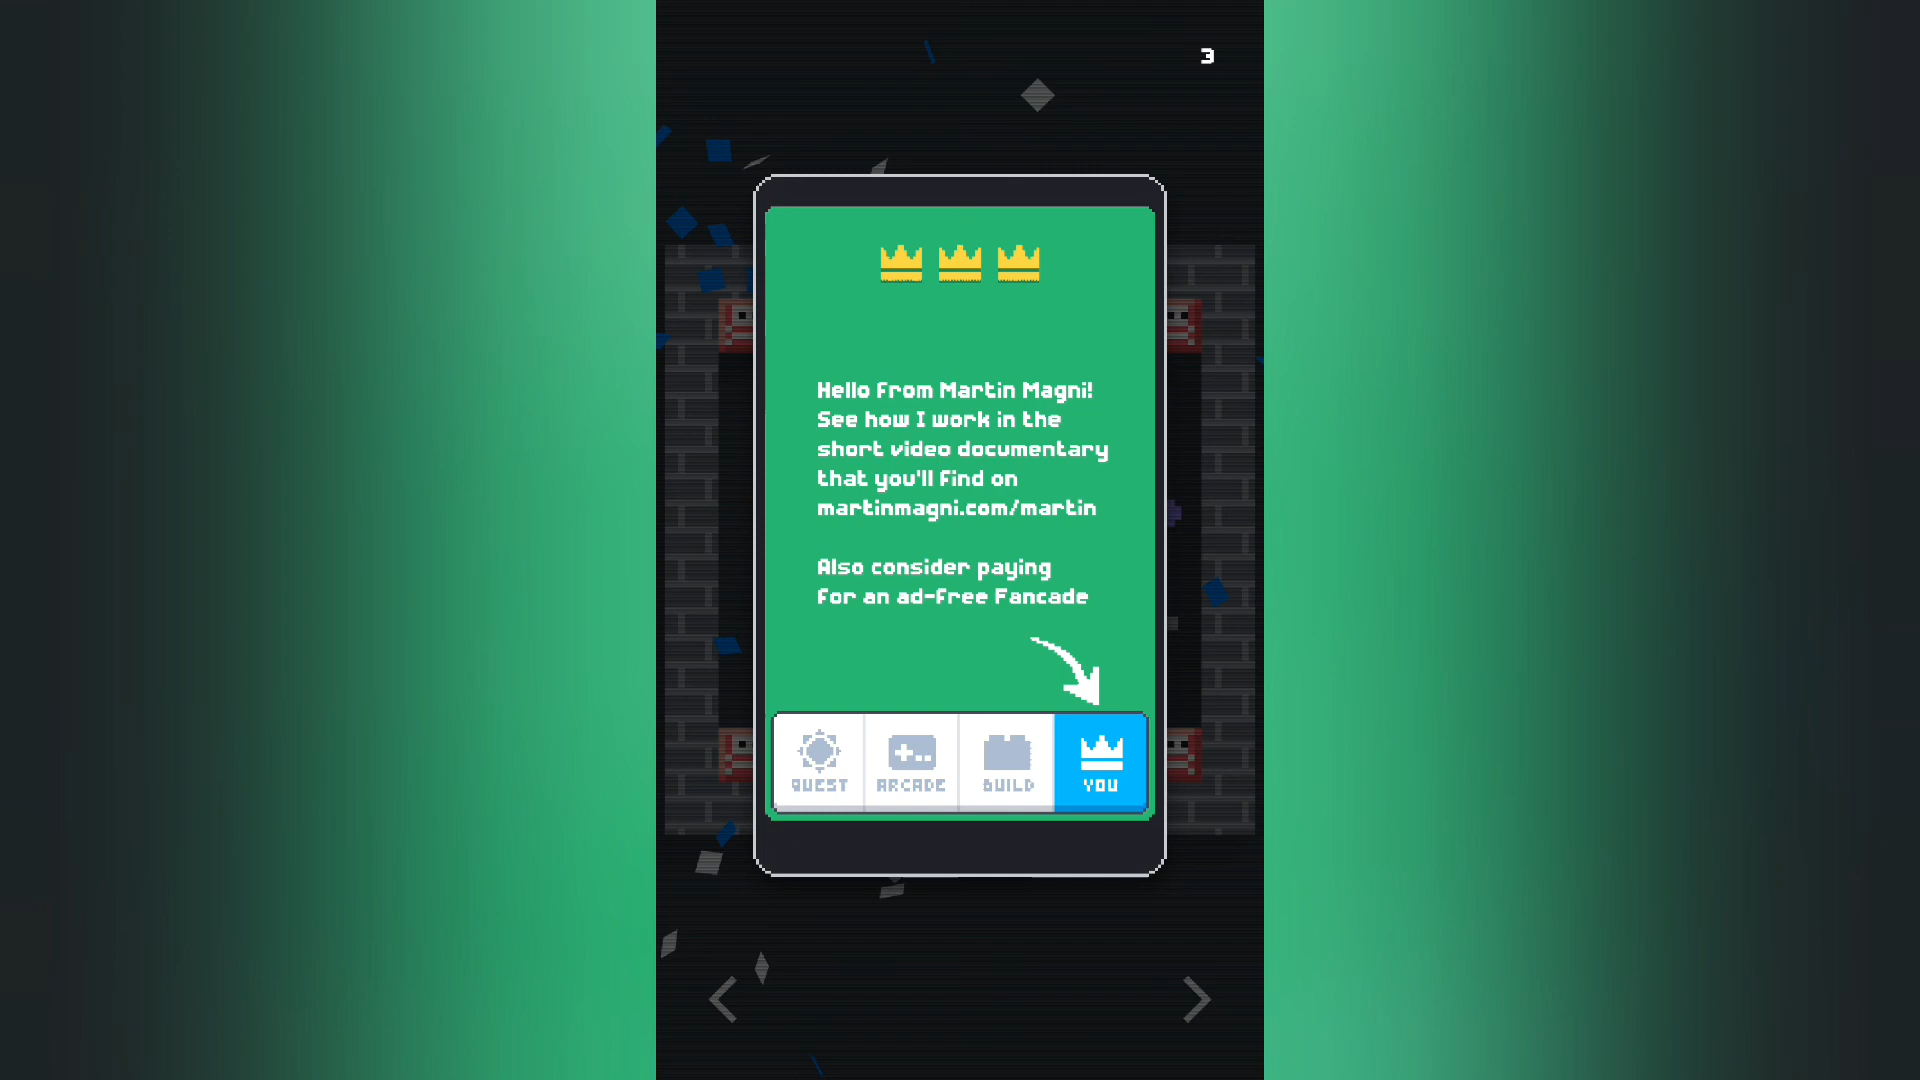 3
Hello from Martin Magni!
See how I work in the
short video documentary
that you'll find on
martinmagni.com/martin
Also consider paying
for an ad-free Fancade
QUEST ARCADE BUILD YOU